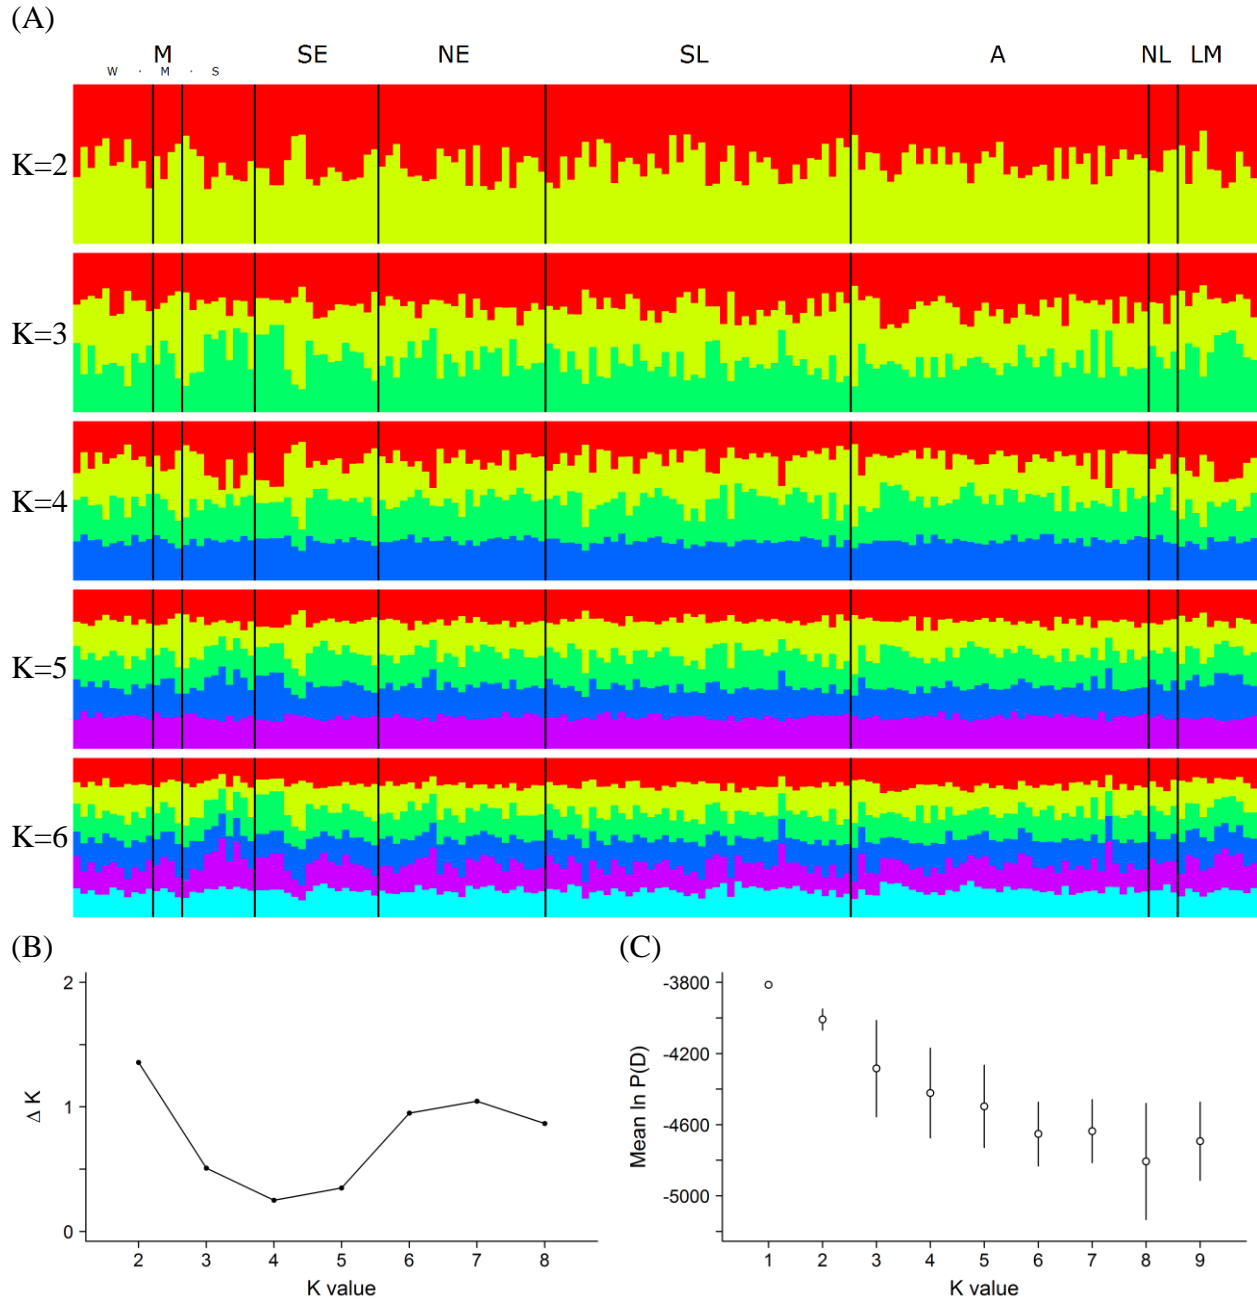 (A)
M SE NE SL A NL LM
W · M · S
K=2
K=3
K=4
K=5
K=6
(B) (C)
2
1
0
Δ K
2 3 4 5 6 7 8
K value
-3800
-4200
-4600
-5000
Mean ln P(D)
1 2 3 4 5 6 7 8 9
K value